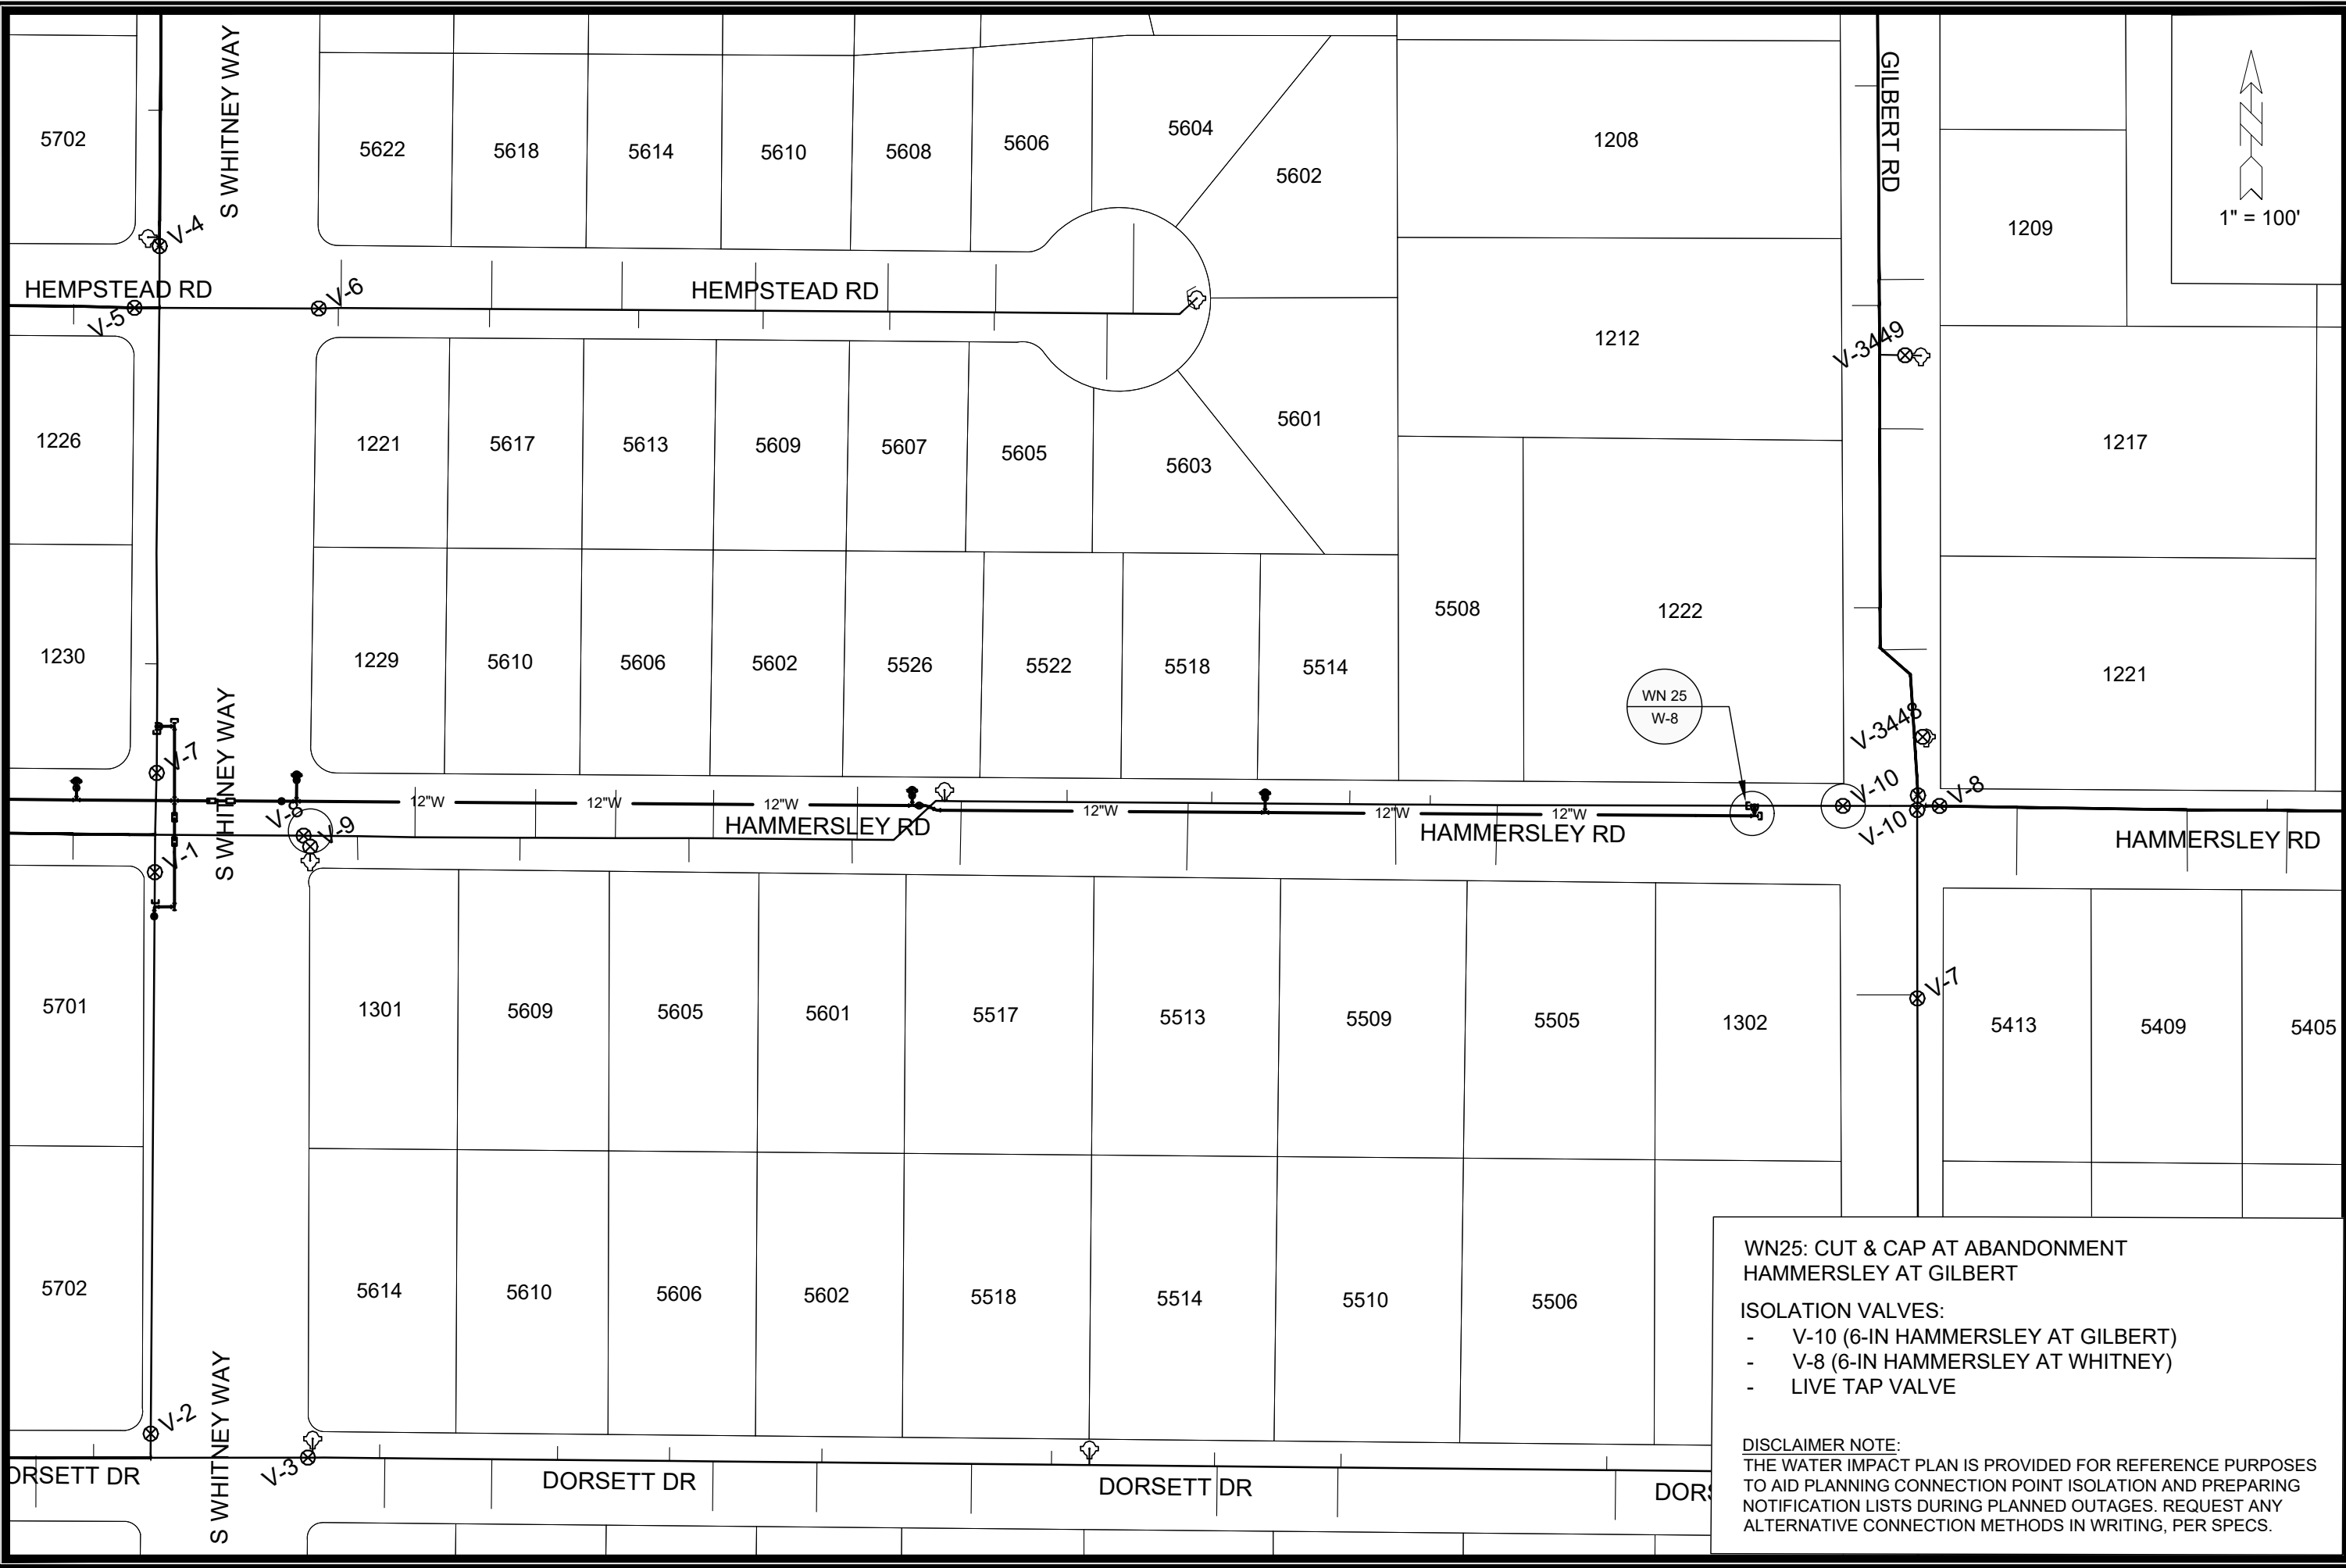 S WHITNEY WAY
GILBERT RD
5702
5622
5618
5614
5610
5608
5606
5604
5602
1208
1209
1" = 100'
V-4
HEMPSTEAD RD
V-5
V-6
HEMPSTEAD RD
1212
V-3449
1226
1221
5617
5613
5609
5607
5605
5603
5601
1217
5508
1222
1230
1229
5610
5606
5602
5526
5522
5518
5514
1221
WN 25
W-8
V-3448
V-7
S WHITNEY WAY
V-10
V-8
12"W
12"W
12"W
12"W
12"W
12"W
V-8
V-9
HAMMERSLEY RD
HAMMERSLEY RD
V-10
HAMMERSLEY RD
V-1
V-7
5701
1301
5609
5605
5601
5517
5513
5509
5505
1302
5413
5409
5405
5702
5614
5610
5606
5602
5518
5514
5510
5506
V-2
S WHITNEY WAY
V-3
DORSETT DR
DORSETT DR
DORSETT DR
DORS
WN25: CUT & CAP AT ABANDONMENT
HAMMERSLEY AT GILBERT
ISOLATION VALVES:
- V-10 (6-IN HAMMERSLEY AT GILBERT)
- V-8 (6-IN HAMMERSLEY AT WHITNEY)
- LIVE TAP VALVE
DISCLAIMER NOTE:
THE WATER IMPACT PLAN IS PROVIDED FOR REFERENCE PURPOSES
TO AID PLANNING CONNECTION POINT ISOLATION AND PREPARING
NOTIFICATION LISTS DURING PLANNED OUTAGES. REQUEST ANY
ALTERNATIVE CONNECTION METHODS IN WRITING, PER SPECS.